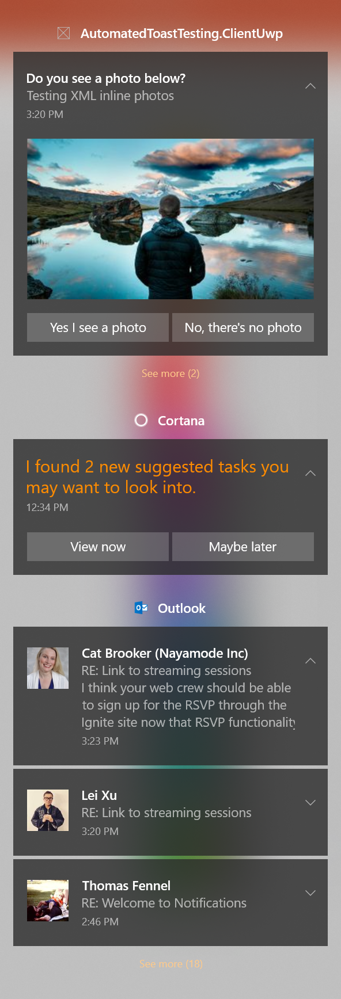 AutomatedToastTesting.ClientUwp
Do you see a photo below?
Testing XML inline photos
3:20 PM
Yes I see a photo
No, there's no photo
See more (2)
Cortana
I found 2 new suggested tasks you
may want to look into.
12:34 PM
View now
Maybe later
Outlook
Cat Brooker (Nayamode Inc)
RE: Link to streaming sessions
I think your web crew should be able
to sign up for the RSVP through the
Ignite site now that RSVP functionality
3:23 PM
Lei Xu
RE: Link to streaming sessions
3:20 PM
Thomas Fennel
RE: Welcome to Notifications
2:46 PM
See more (18)